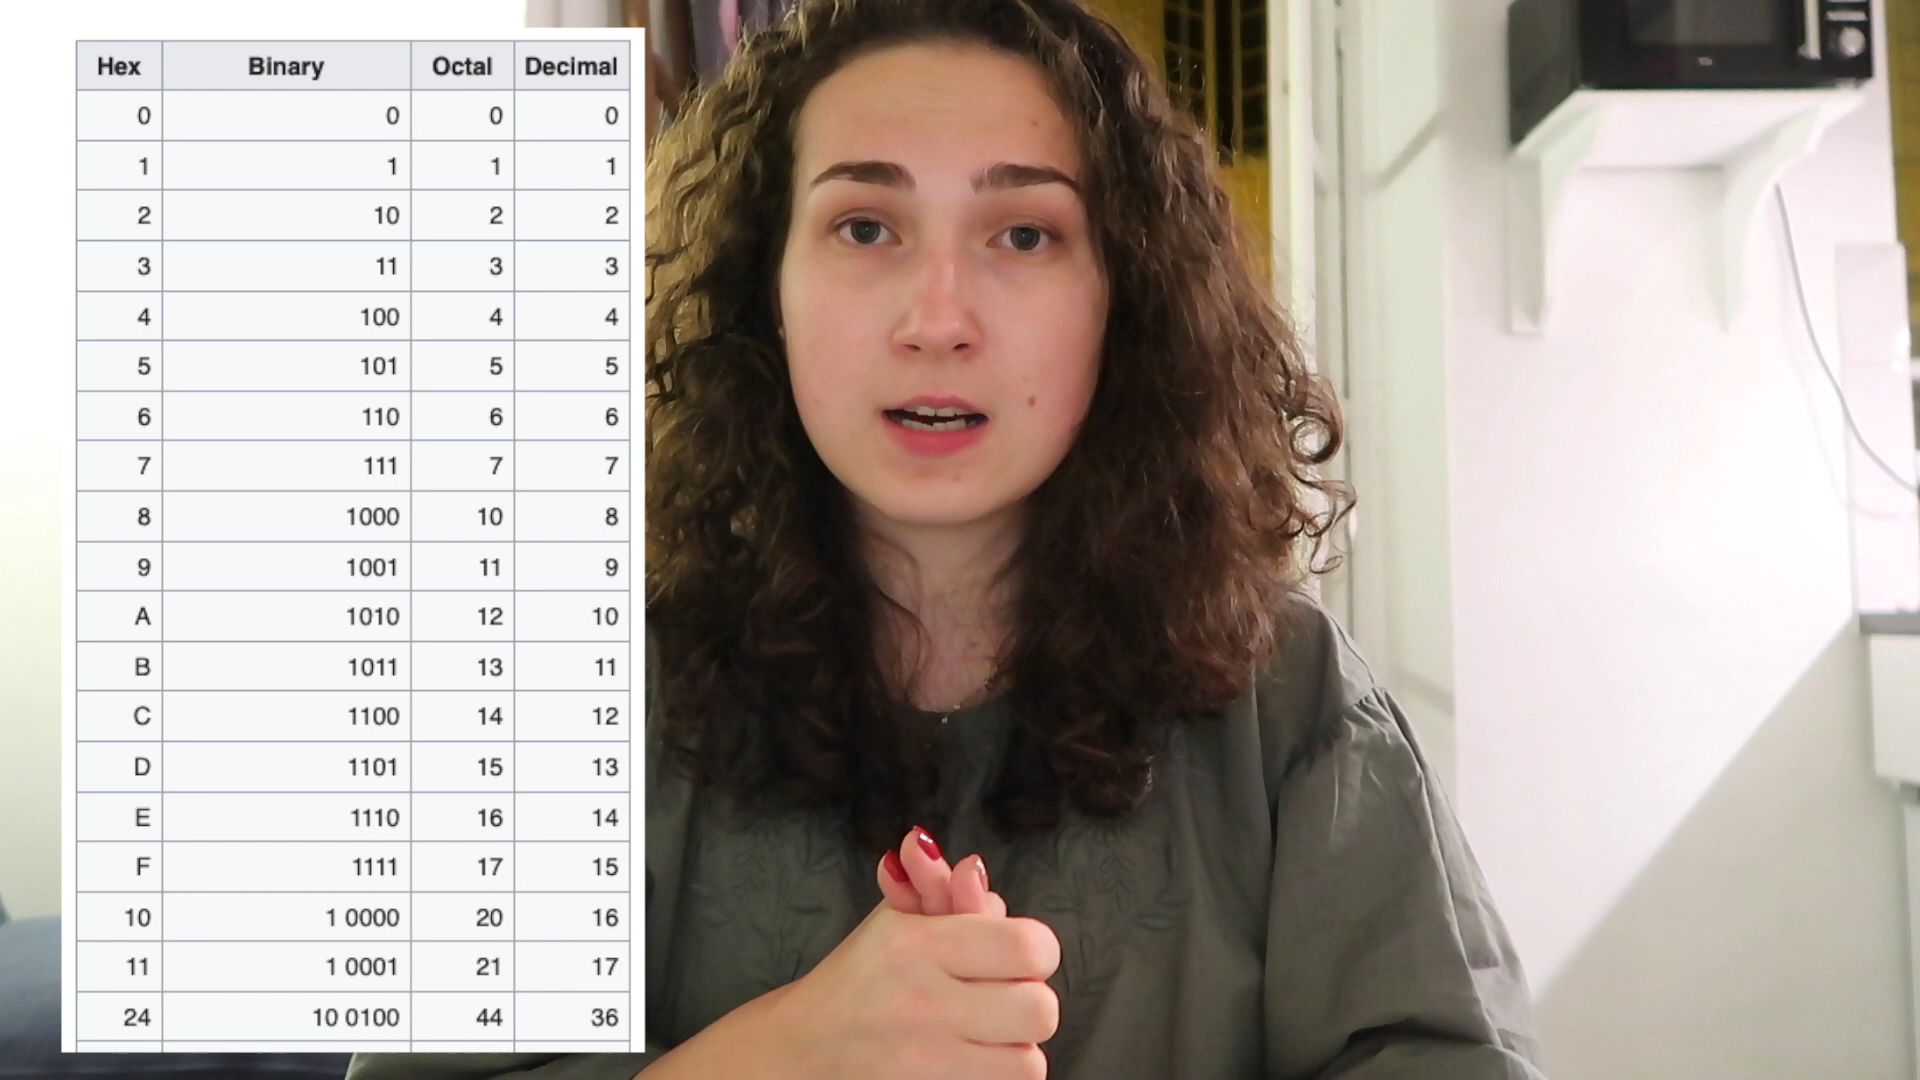 Hex Binary Octal Decimal
0 0 0 0
1 1 1 1
2 10 2 2
3 11 3 3
4 100 4 4
5 101 5 5
6 110 6 6
7 111 7 7
8 1000 10 8
9 1001 11 9
A 1010 12 10
B 1011 13 11
C 1100 14 12
D 1101 15 13
E 1110 16 14
F 1111 17 15
10 1 0000 20 16
11 1 0001 21 17
24 10 0100 44 36